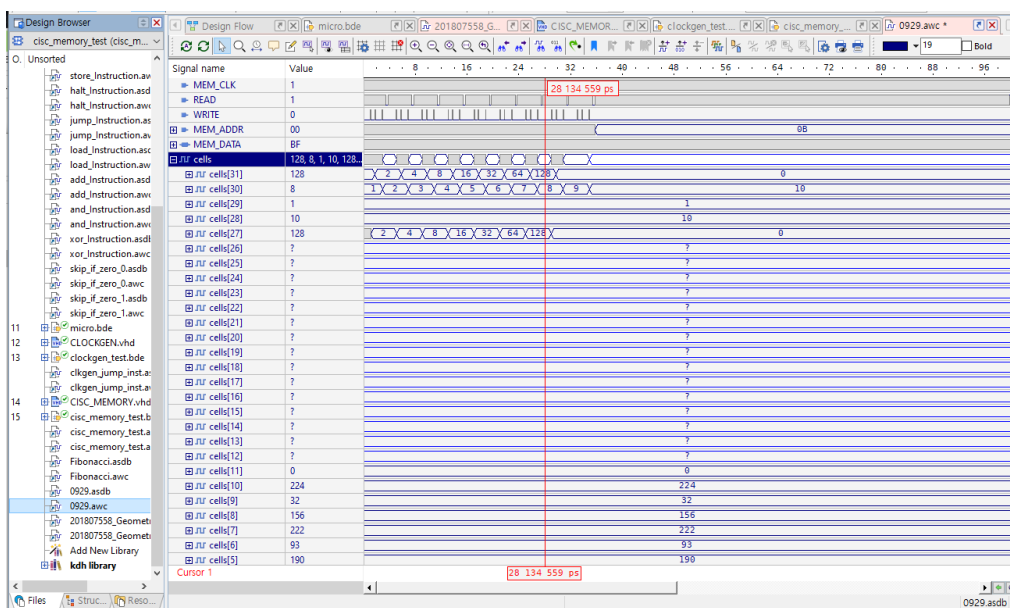 Design Browser
Design Flow
micro.bde
201807558_G...
CISC_MEMOR...
clockgen_test....
cisc_memory_...
0929.awc *
cisc_memory_test (cisc_m...
19
Bold
O. Unsorted
Signal name Value 8 16 24 32 40 48 56 64 72 80 88 96
store_Instruction.aw
halt_Instruction.asd
halt_Instruction.aw
jump_Instruction.as
jump_Instruction.aw
load_Instruction.asc
load_Instruction.aw
add_Instruction.asd
add_Instruction.aw
and_Instruction.asd
and_Instruction.aw
xor_Instruction.asdl
xor_Instruction.awc
skip_if_zero_0.asdb
skip_if_zero_0.awc
skip_if_zero_1.asdb
skip_if_zero_1.awc
11 micro.bde
12 CLOCKGEN.vhd
13 clockgen_test.bde
clkgen_jump_inst.a
clkgen_jump_inst.a
14 CISC_MEMORY.vhd
15 cisc_memory_test.b
cisc_memory_test.a
cisc_memory_test.a
Fibonacci.asdb
Fibonacci.awc
0929.asdb
0929.awc
201807558_Geomet
201807558_Geomet
Add New Library
kdh library
Files Struc... Reso...
MEM_CLK 1
28 134 559 ps
READ 1
WRITE 0
MEM_ADDR 00 0B
MEM_DATA BF
cells 128, 8, 1, 10, 128...
cells[31] 128 2 4 8 16 32 64 128 0
cells[30] 8 1 2 3 4 5 6 7 8 9 10
cells[29] 1 1
cells[28] 10 10
cells[27] 128 2 4 8 16 32 64 128 0
cells[26] ? ?
cells[25] ? ?
cells[24] ? ?
cells[23] ? ?
cells[22] ? ?
cells[21] ? ?
cells[20] ? ?
cells[19] ? ?
cells[18] ? ?
cells[17] ? ?
cells[16] ? ?
cells[15] ? ?
cells[14] ? ?
cells[13] ? ?
cells[12] ? ?
cells[11] 0 0
cells[10] 224 224
cells[9] 32 32
cells[8] 156 156
cells[7] 222 222
cells[6] 93 93
cells[5] 190 190
Cursor 1 28 134 559 ps
0929.asdb